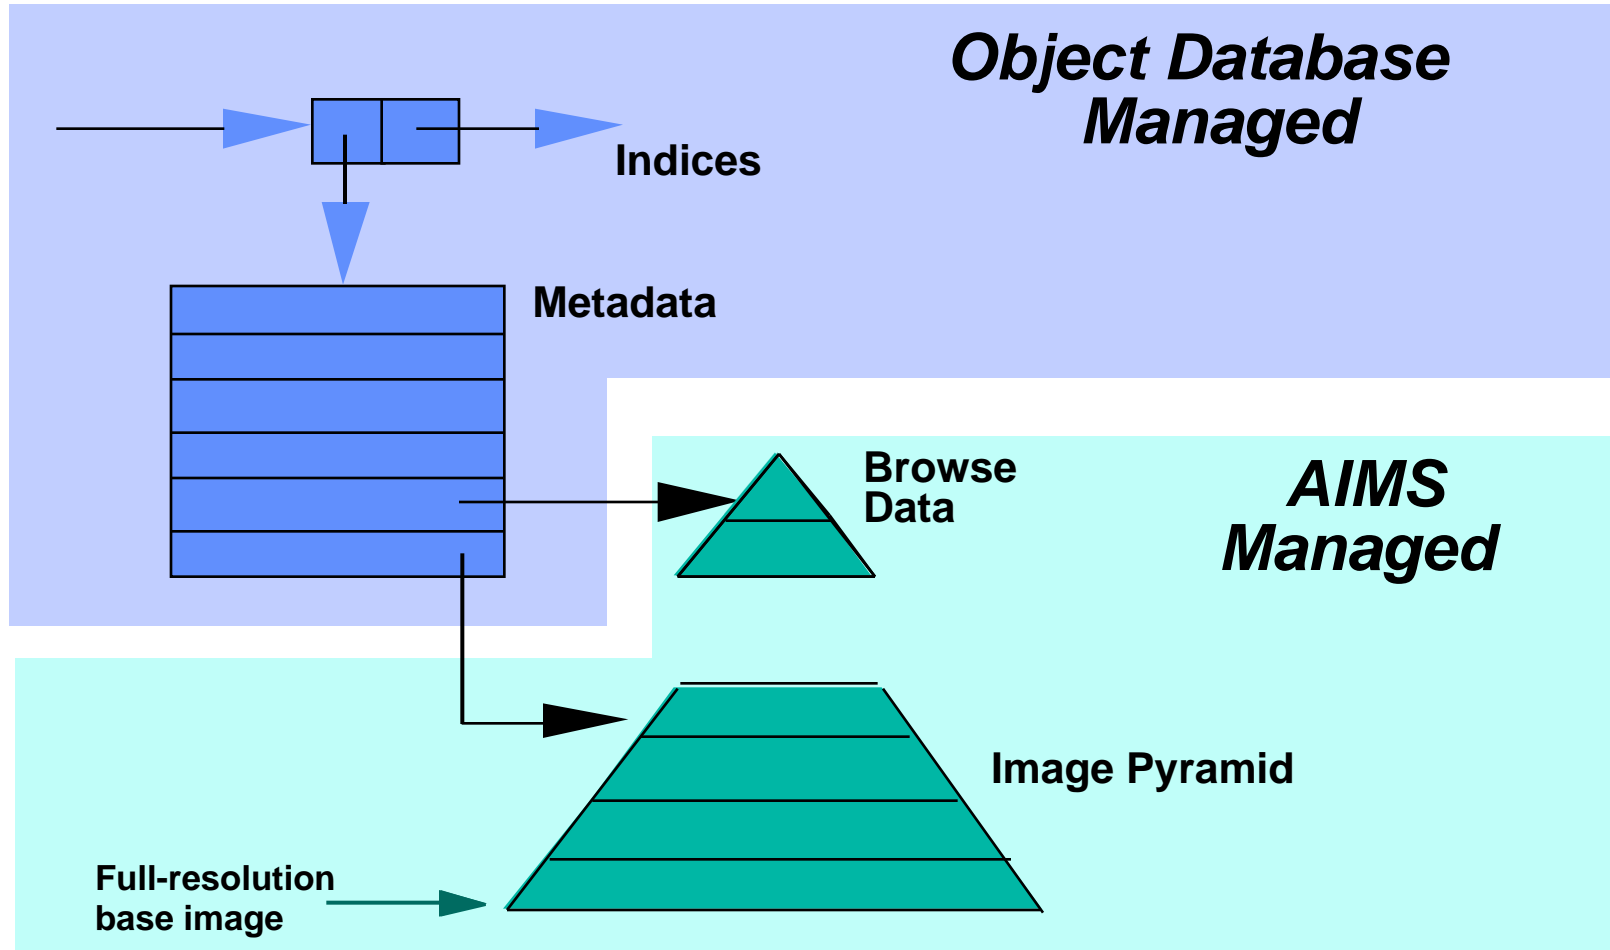 Object Database
Managed
Indices
Metadata
Browse
Data
AIMS
Managed
Image Pyramid
Full-resolution
base image